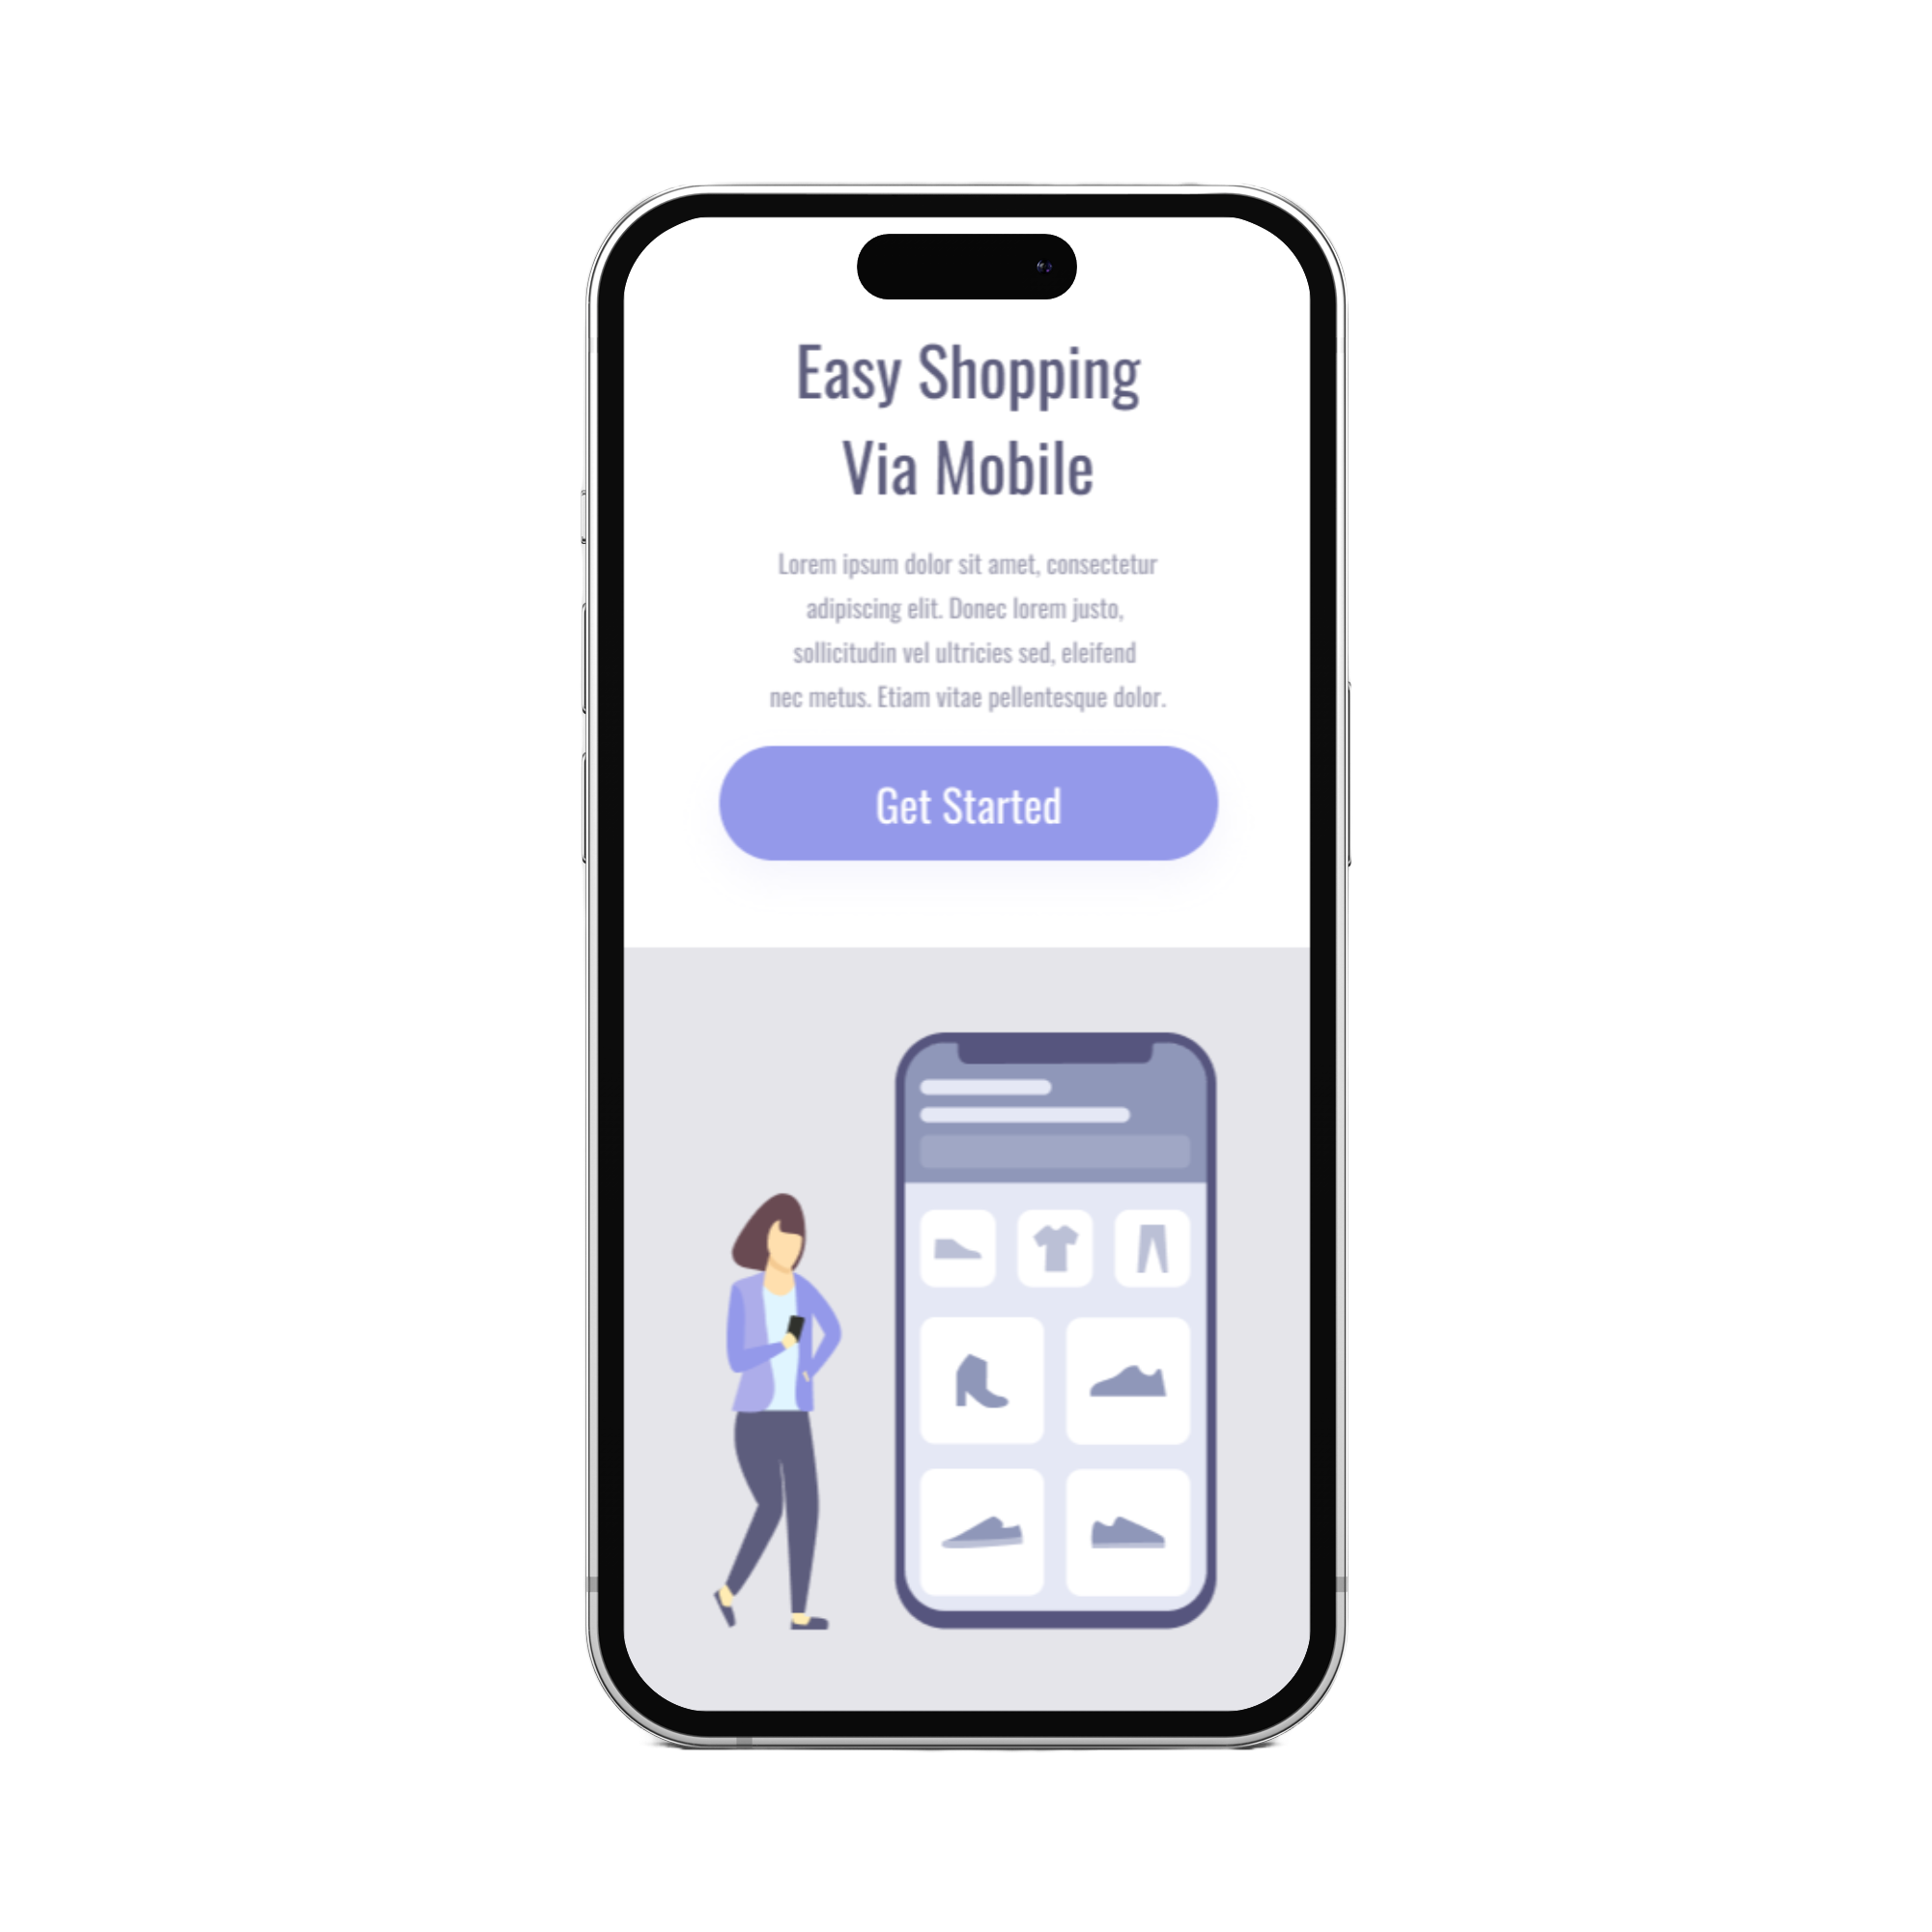 Easy Shopping
Via Mobile
Lorem ipsum dolor sit amet, consectetur
adipiscing elit. Donec lorem justo,
sollicitudin vel ultricies sed, eleifend
nec metus. Etiam vitae pellentesque dolor.
Get Started